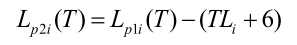 L_{p2i}(T) = L_{p1i}(T) − (TL_i + 6)